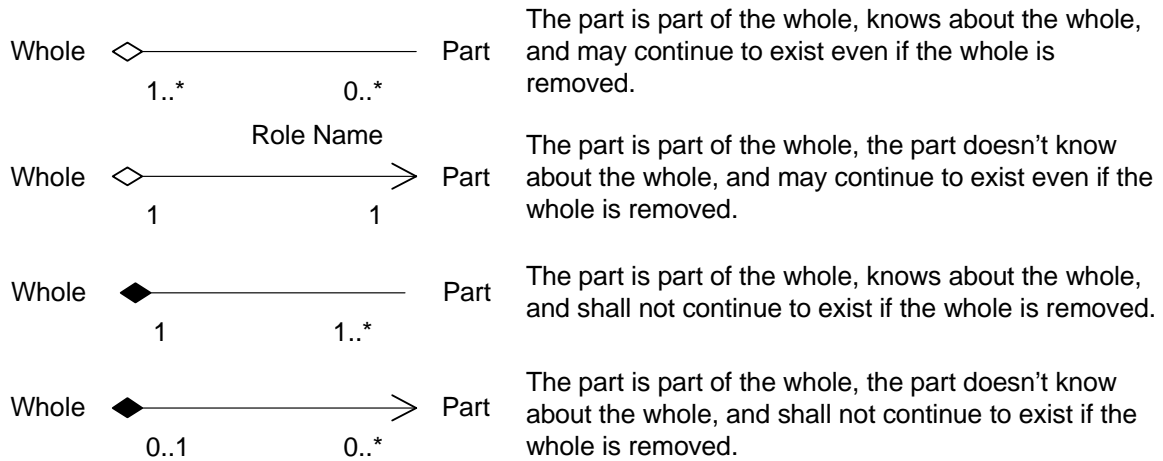 The part is part of the whole, knows about the whole,
Whole Part and may continue to exist even if the whole is
removed.
1..* 0..*
Role Name
The part is part of the whole, the part doesn't know
Whole Part about the whole, and may continue to exist even if the
whole is removed.
1 1
The part is part of the whole, knows about the whole,
Whole Part and shall not continue to exist if the whole is removed.
1 1..*
The part is part of the whole, the part doesn't know
Whole Part about the whole, and shall not continue to exist if the
whole is removed.
0..1 0..*